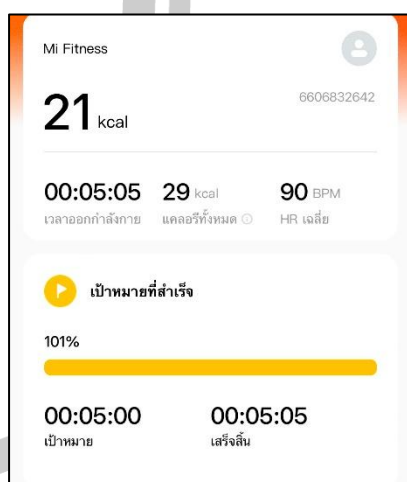 Mi Fitness
21 kcal
6606832642
00:05:05 29 kcal 90 BPM
เวลาออกกำลังกาย แคลอรีทั้งหมด HR เฉลี่ย
เป้าหมายที่สำเร็จ
101%
00:05:00 00:05:05
เป้าหมาย เสร็จสิ้น